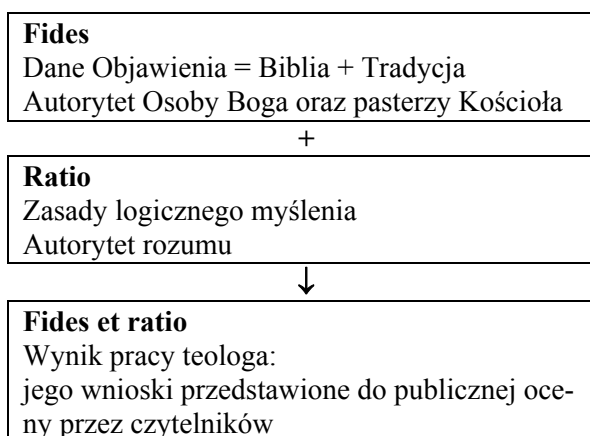 Fides
Dane Objawienia = Biblia + Tradycja
Autorytet Osoby Boga oraz pasterzy Kościoła
+
Ratio
Zasady logicznego myślenia
Autorytet rozumu
↓
Fides et ratio
Wynik pracy teologa:
jego wnioski przedstawione do publicznej oce-
ny przez czytelników